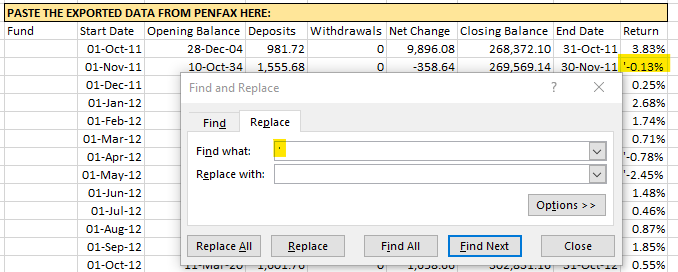 PASTE THE EXPORTED DATA FROM PENFAX HERE:
Fund Start Date Opening Balance Deposits Withdrawals Net Change Closing Balance End Date Return
01-Oct-11 28-Dec-04 981.72 0 9,896.08 268,372.10 31-Oct-11 3.83%
01-Nov-11 10-Oct-34 1,555.68 0 -358.64 269,569.14 30-Nov-11 '-0.13%
01-Dec-11 0.25%
01-Jan-12 2.68%
01-Feb-12 1.74%
01-Mar-12 0.71%
01-Apr-12 '-0.78%
01-May-12 '-2.45%
01-Jun-12 1.48%
01-Jul-12 0.46%
01-Aug-12 0.87%
01-Sep-12 1.85%
01-Oct-12 0.55%
Find and Replace ? ×
Find Replace
Find what: '
Replace with:
Options >>
Replace All Replace Find All Find Next Close